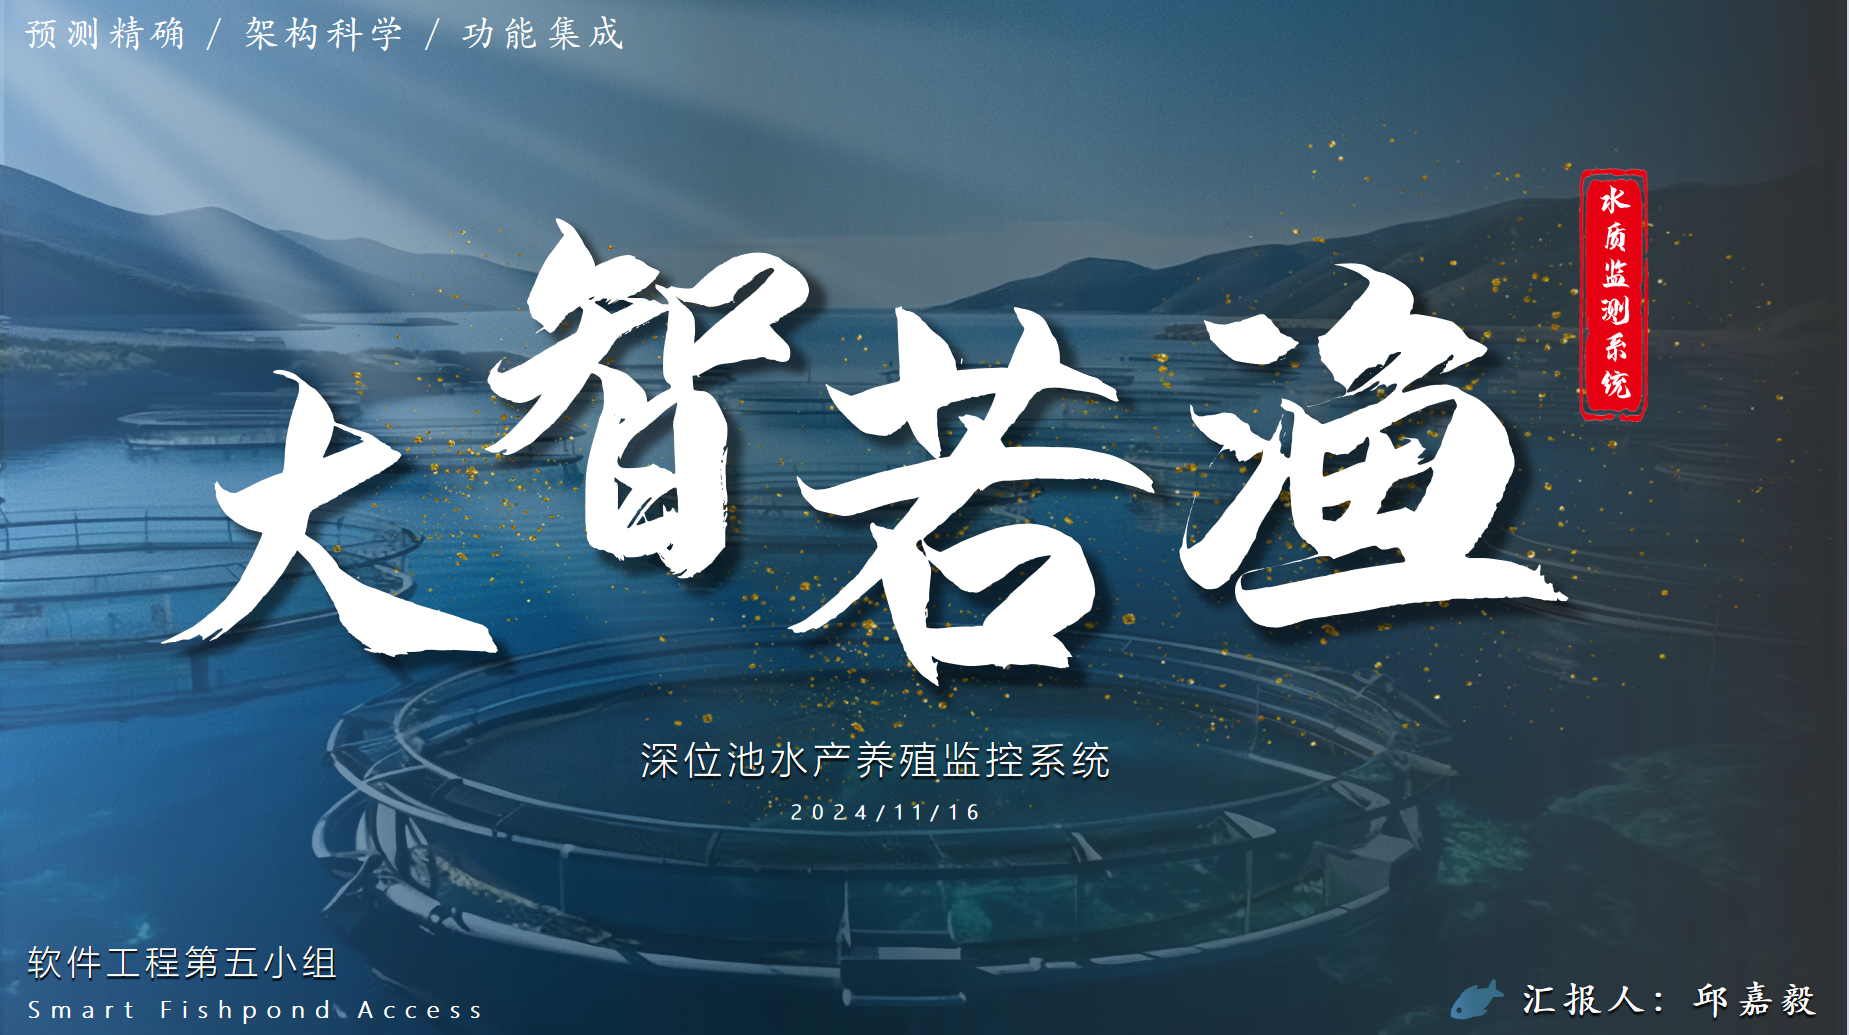 预测精确 / 架构科学 / 功能集成
水质监测系统
大智若渔
深位池水产养殖监控系统
2024/11/16
软件工程第五小组
Smart Fishpond Access
汇报人：邱嘉毅